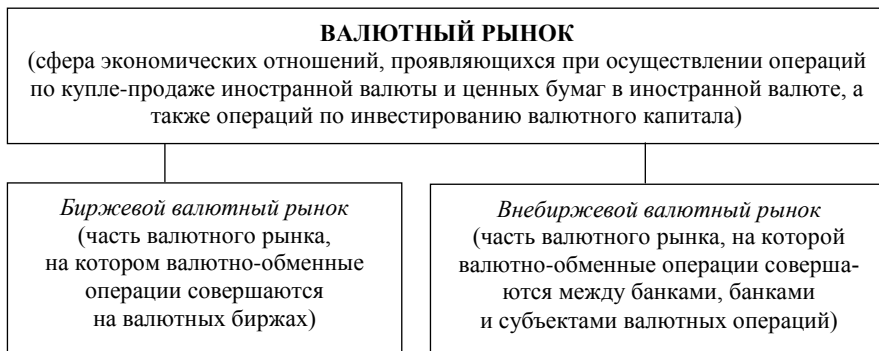 ВАЛЮТНЫЙ РЫНОК
(сфера экономических отношений, проявляющихся при осуществлении операций
по купле-продаже иностранной валюты и ценных бумаг в иностранной валюте, а
также операций по инвестированию валютного капитала)
Биржевой валютный рынок
(часть валютного рынка,
на котором валютно-обменные
операции совершаются
на валютных биржах)
Внебиржевой валютный рынок
(часть валютного рынка, на которой
валютно-обменные операции соверша-
ются между банками, банками
и субъектами валютных операций)